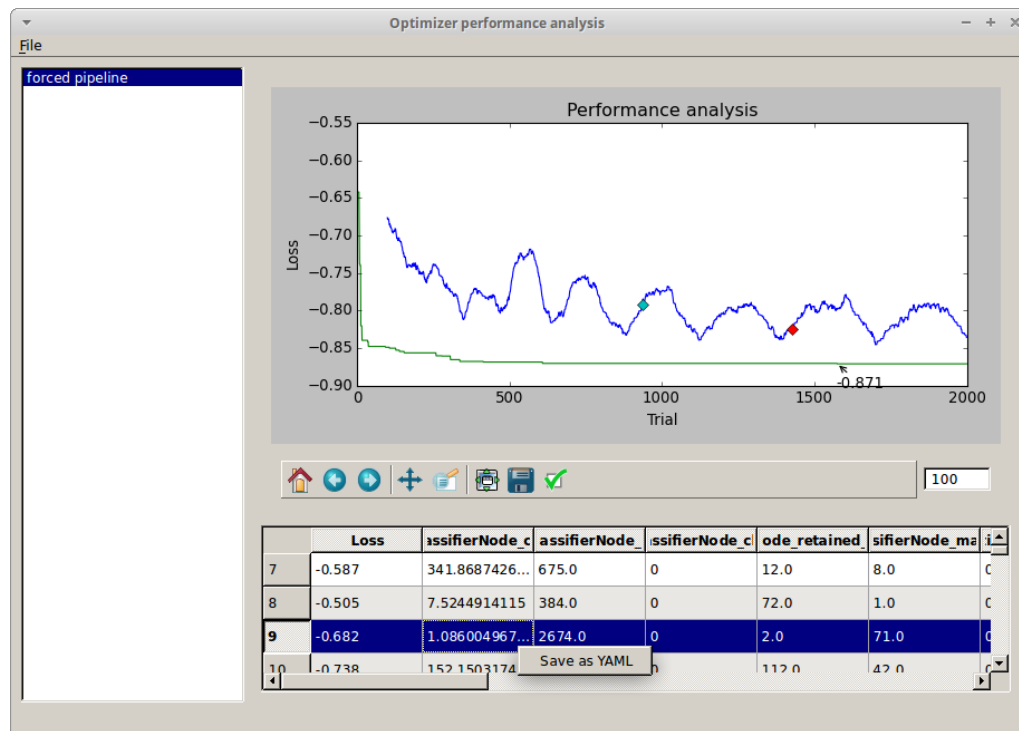 Optimizer performance analysis
File
forced pipeline
Performance analysis
−0.55
−0.60
−0.65
−0.70
−0.75
−0.80
−0.85
−0.90
Loss
-0.871
0 500 1000 1500 2000
Trial
100
Loss assifierNode_c assifierNode_ assifierNode_cl ode_retained_ sifierNode_ma
7 -0.587 341.8687426... 675.0 0 12.0 8.0
8 -0.505 7.5244914115 384.0 0 72.0 1.0
9 -0.682 1.086004967... 2674.0 0 2.0 71.0
Save as YAML
10 -0.738 152.1503174 0 112.0 42.0